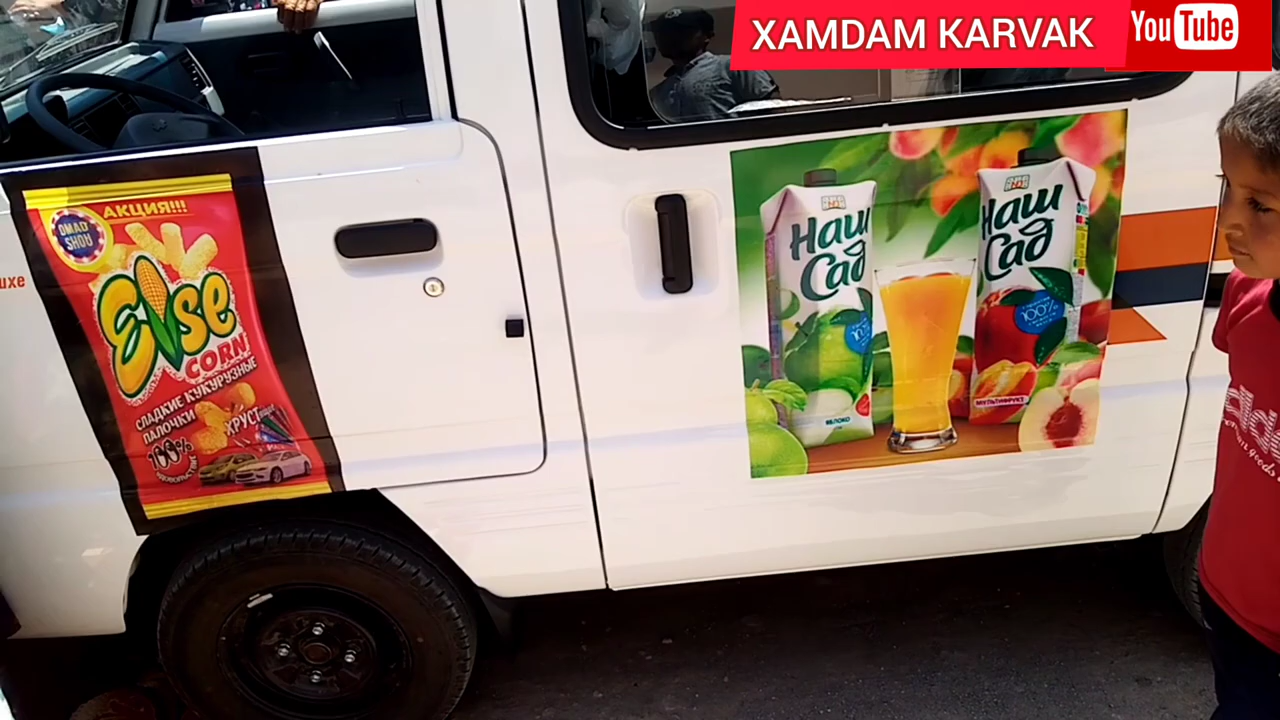 XAMDAM KARVAK
YouTube
uxe
АКЦИЯ!!!
OMAD
SHOU
Else
CORN
СЛАДКИЕ КУКУРУЗНЫЕ
ПАЛОЧКИ
ХРУСТ
100%
Наш
Сад
ЯБЛОКО
Наш
Сад
100%
МУЛЬТИФРУКТ